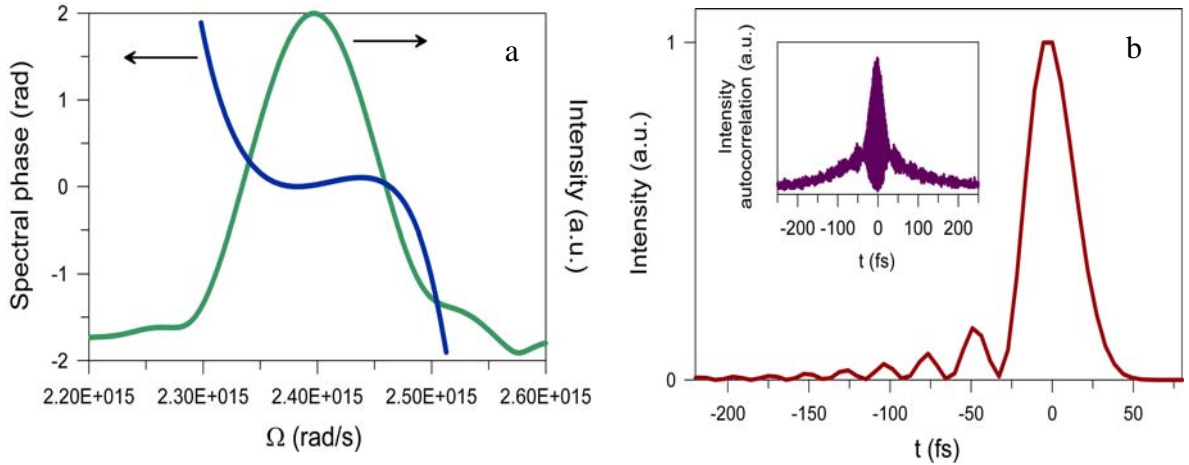 a
Spectral phase (rad)
2
1
0
-1
-2
Intensity (a.u.)
2.20E+015
2.30E+015
2.40E+015
2.50E+015
2.60E+015
Ω (rad/s)
b
Intensity (a.u.)
1
0
Intensity
autocorrelation (a.u.)
-200 -100 0 100 200
t (fs)
-200 -150 -100 -50 0 50
t (fs)